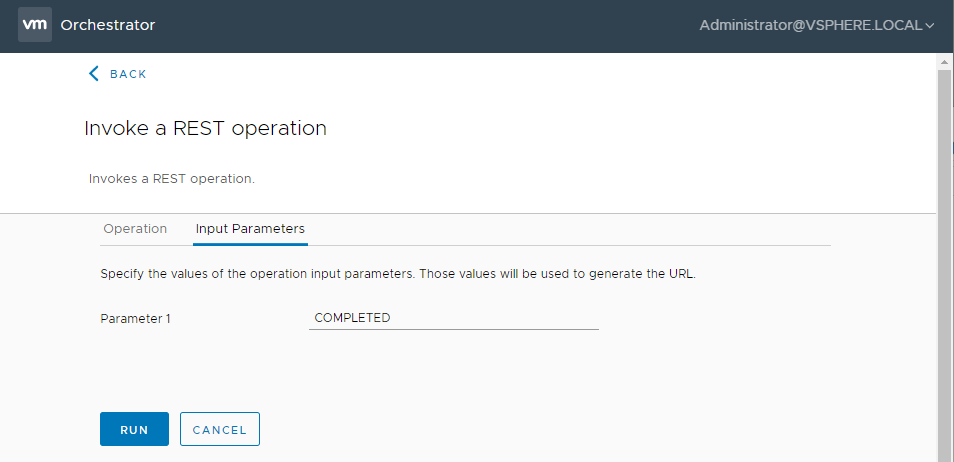 vm Orchestrator Administrator@VSPHERE.LOCAL
BACK
Invoke a REST operation
Invokes a REST operation.
Operation Input Parameters
Specify the values of the operation input parameters. Those values will be used to generate the URL.
Parameter 1 COMPLETED
RUN CANCEL